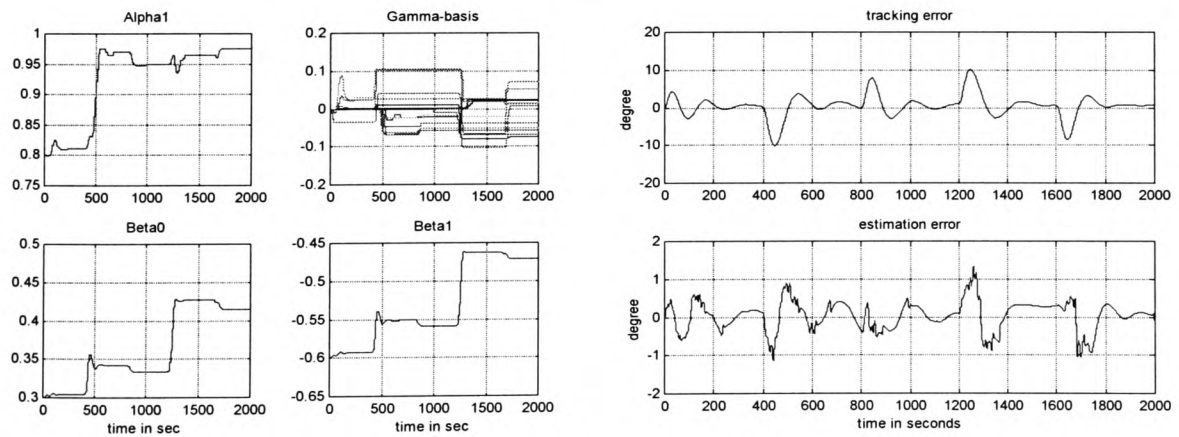 Alpha1
1
0.95
0.9
0.85
0.8
0.75
0 500 1000 1500 2000
Gamma-basis
0.2
0.1
0
-0.1
-0.2
0 500 1000 1500 2000
Beta0
0.5
0.45
0.4
0.35
0.3
0 500 1000 1500 2000
time in sec
Beta1
-0.45
-0.5
-0.55
-0.6
-0.65
0 500 1000 1500 2000
time in sec
tracking error
degree
20
10
0
-10
-20
0 200 400 600 800 1000 1200 1400 1600 1800 2000
estimation error
degree
2
1
0
-1
-2
0 200 400 600 800 1000 1200 1400 1600 1800 2000
time in seconds